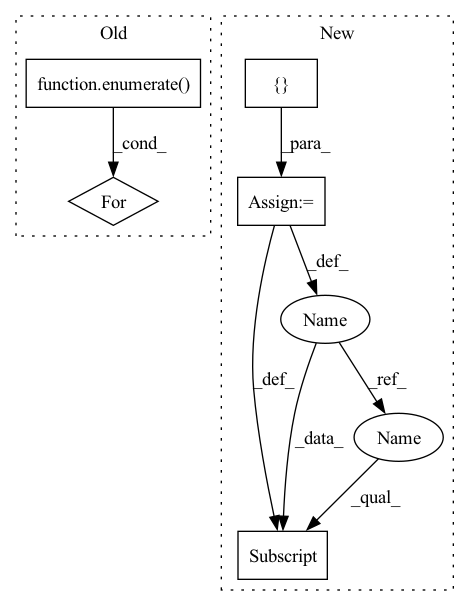 Old
New
function.enumerate()
{}
_cond_
_para_
For
Assign:=
_def_
Name
_def_
_data_
_ref_
Name
_qual_
Subscript